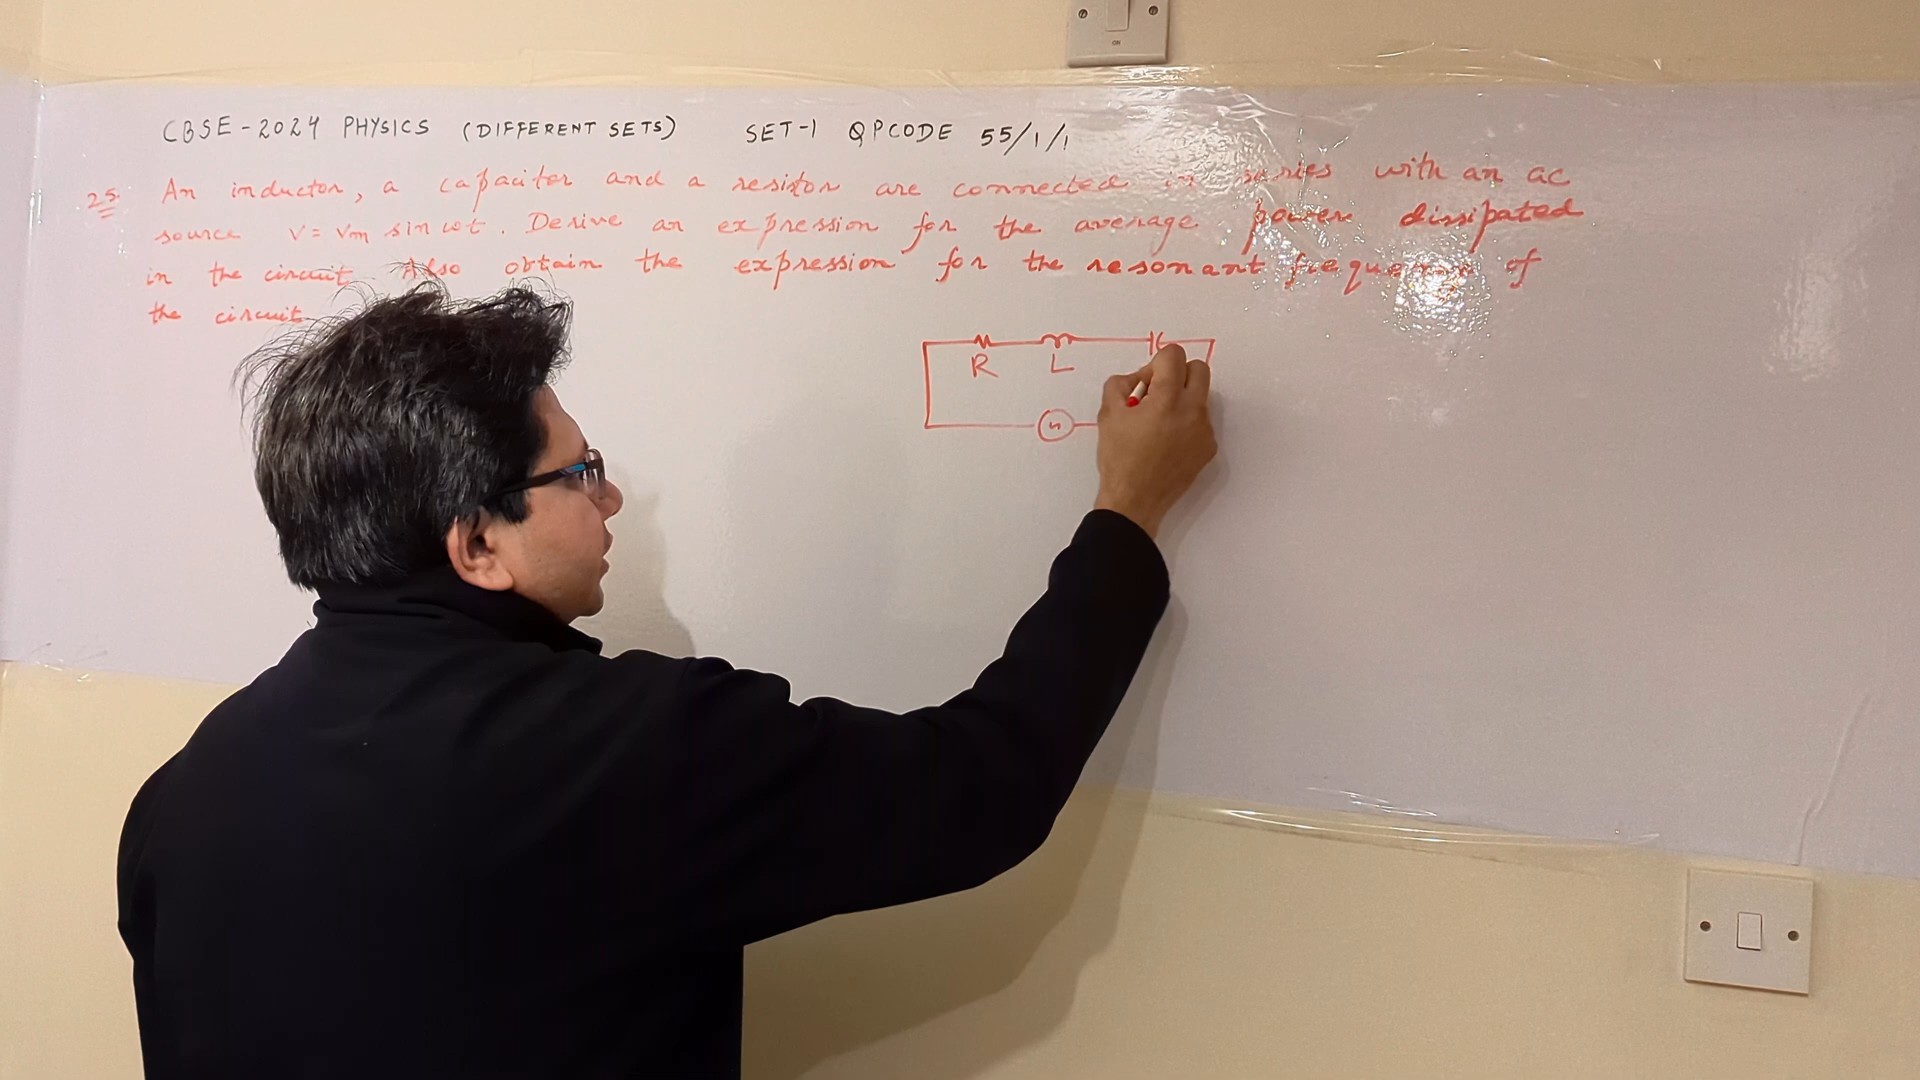 CBSE-2024 PHYSICS (DIFFERENT SETS) SET-1 QPCODE 55/1/1
25. An inductor, a capacitor and a resistor are connected in series with an ac
source v = vm sin ωt. Derive an expression for the average power dissipated
in the circuit. Also obtain the expression for the resonant frequency of
the circuit
R L
ON